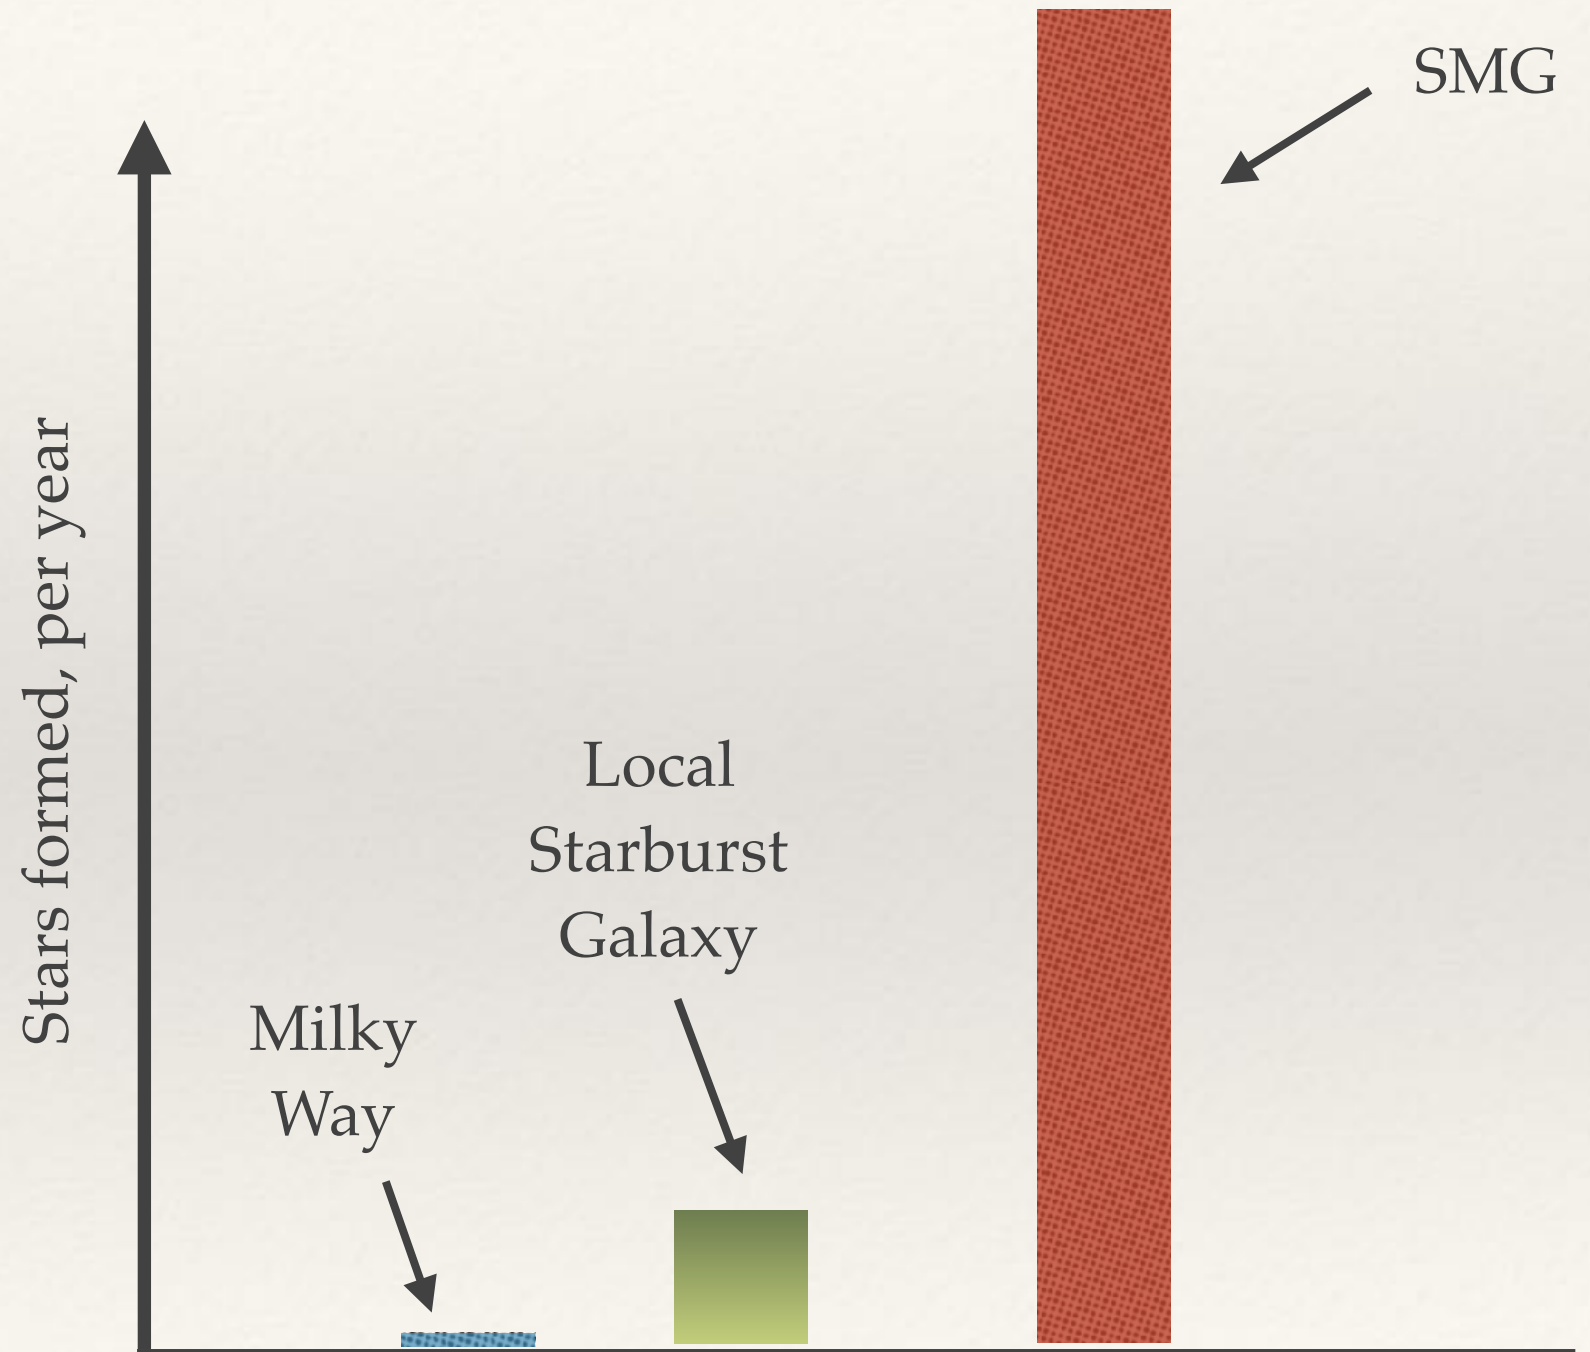 SMG
Stars formed, per year
Local
Starburst
Galaxy
Milky
Way